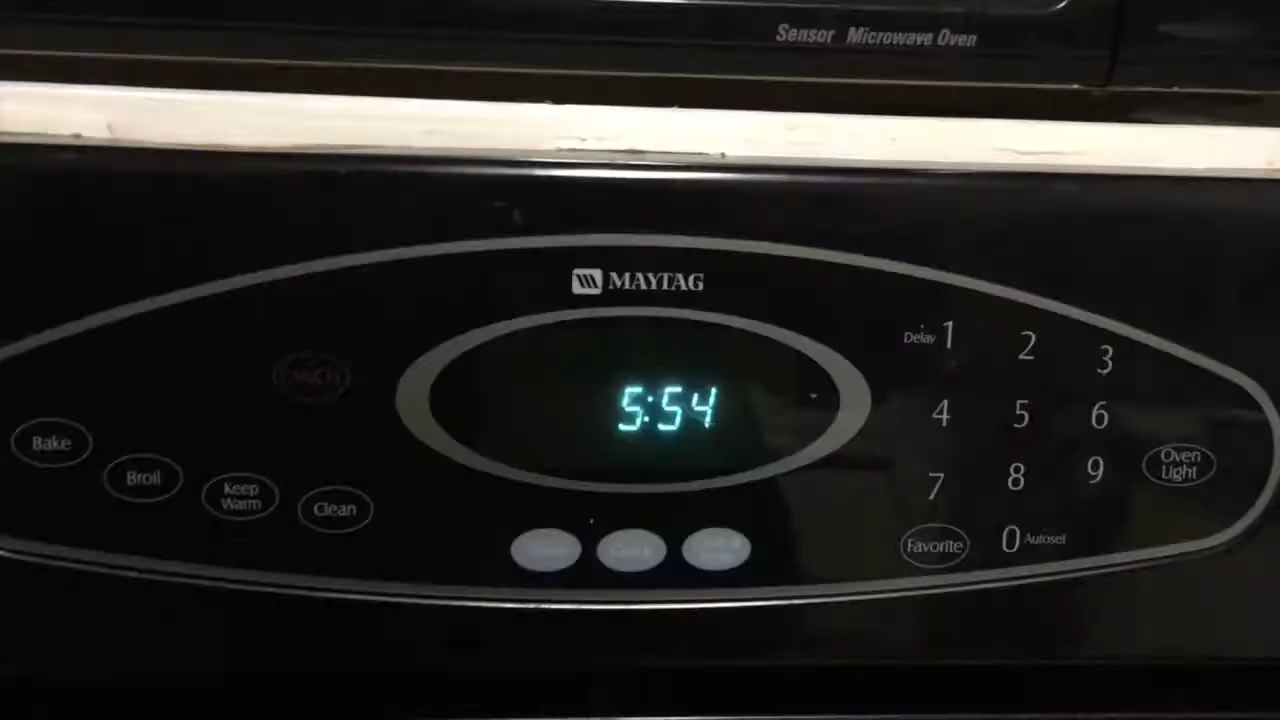 Sensor Microwave Oven
MAYTAG
5:54
CANCEL
Bake
Broil
Keep
Warm
Clean
Delay 1
2
3
4
5
6
7
8
9
Favorite
0 Autoset
Oven
Light